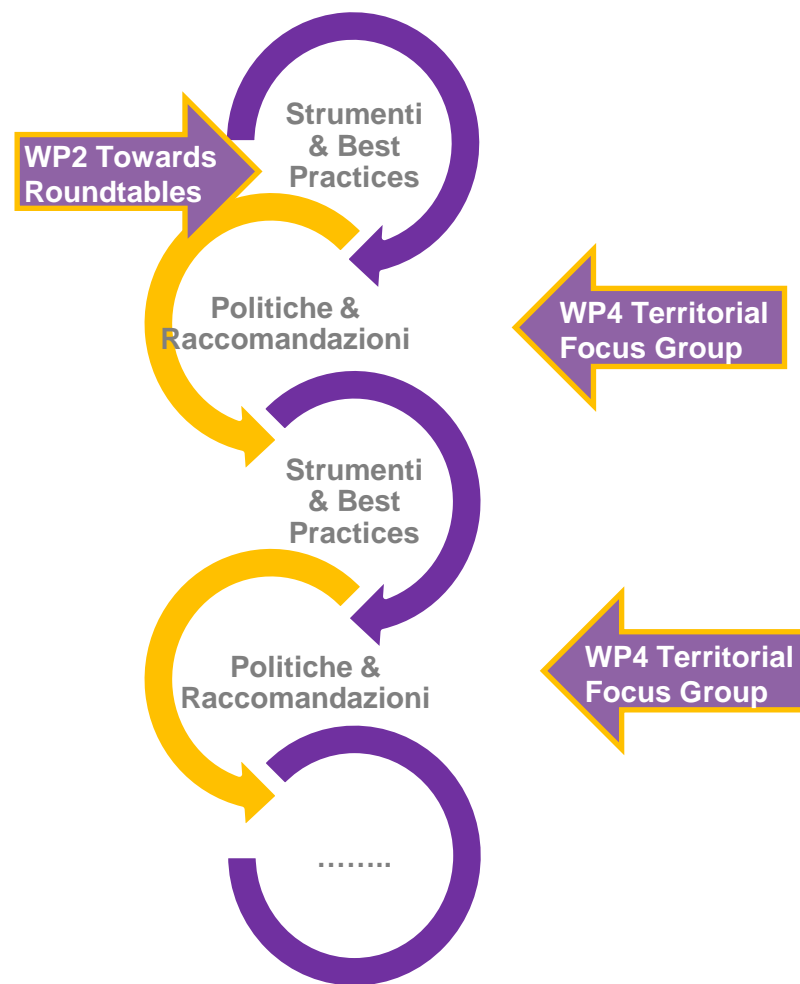 Strumenti
& Best
Practices
WP2 Towards
Roundtables
Politiche &
Raccomandazioni
WP4 Territorial
Focus Group
Strumenti
& Best
Practices
Politiche &
Raccomandazioni
WP4 Territorial
Focus Group
……..